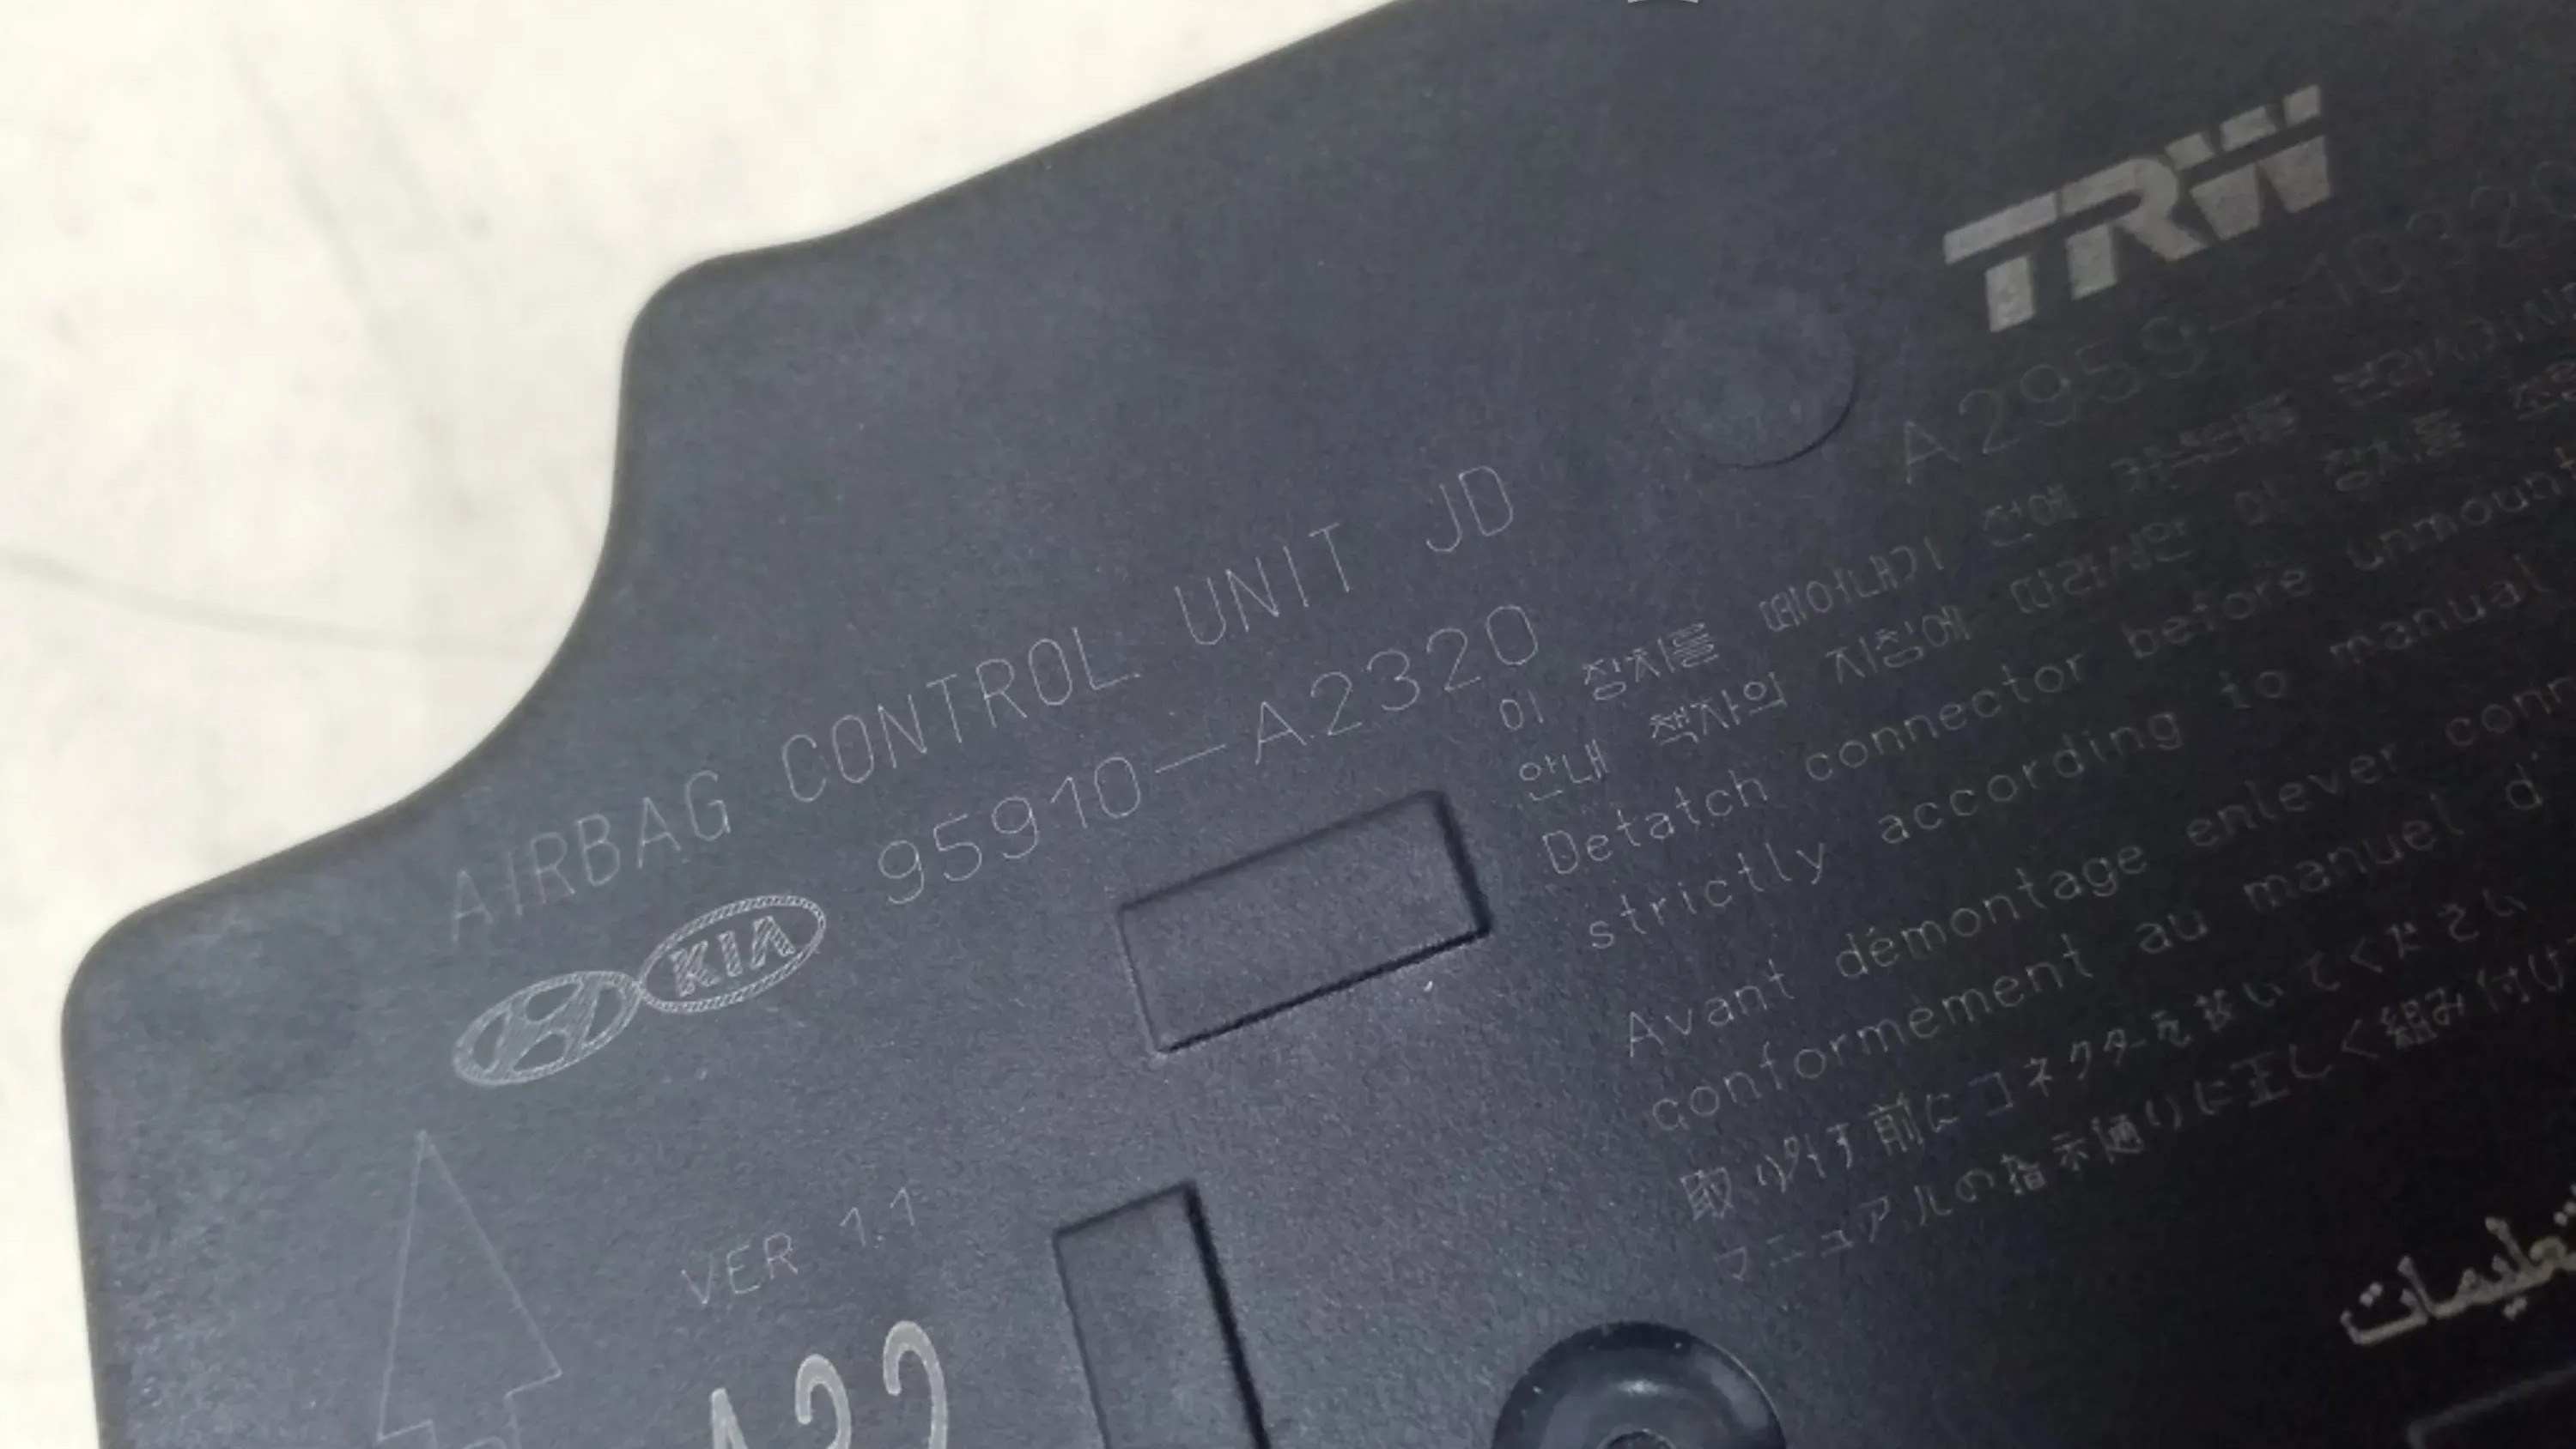 TRW
A2959-1032
AIRBAG CONTROL UNIT JD
95910-A2320
KIA
이 장치를 떼어내기 전에 커넥터를 분리하고
안내 책자의 지침에 따라서만 이 장치를
Detatch connector before unmount
strictly according to manual
Avant démontage enlever conn
conformément au manuel d'
取り外す前にコネクターを抜いてください
マニュアルの指示通りに正しく組み付け
تعليمات
VER 1.1